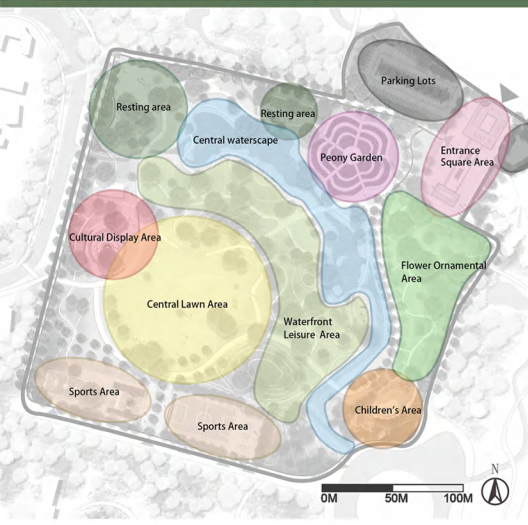 Parking Lots
Resting area
Resting area
Central waterscape
Entrance
Square Area
Peony Garden
Cultural Display Area
Flower Ornamental
Area
Central Lawn Area
Waterfront
Leisure Area
Sports Area
Children's Area
Sports Area
N
0M 50M 100M